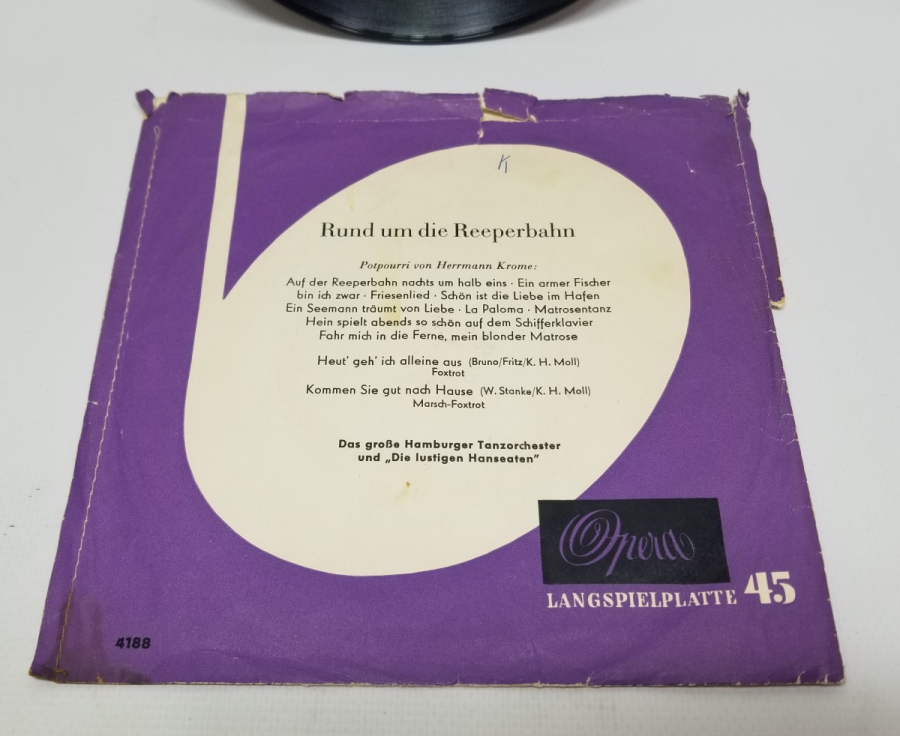 K
Rund um die Reeperbahn
Potpourri von Herrmann Krome:
Auf der Reeperbahn nachts um halb eins · Ein armer Fischer
bin ich zwar · Friesenlied · Schön ist die Liebe im Hafen
Ein Seemann träumt von Liebe · La Paloma · Matrosentanz
Hein spielt abends so schön auf dem Schifferklavier
Fahr mich in die Ferne, mein blonder Matrose
Heut' geh' ich alleine aus (Bruno/Fritz/K. H. Moll)
Foxtrot
Kommen Sie gut nach Hause (W. Stanke/K. H. Moll)
Marsch-Foxtrot
Das große Hamburger Tanzorchester
und „Die lustigen Hanseaten"
Opera
LANGSPIELPLATTE 45
4188